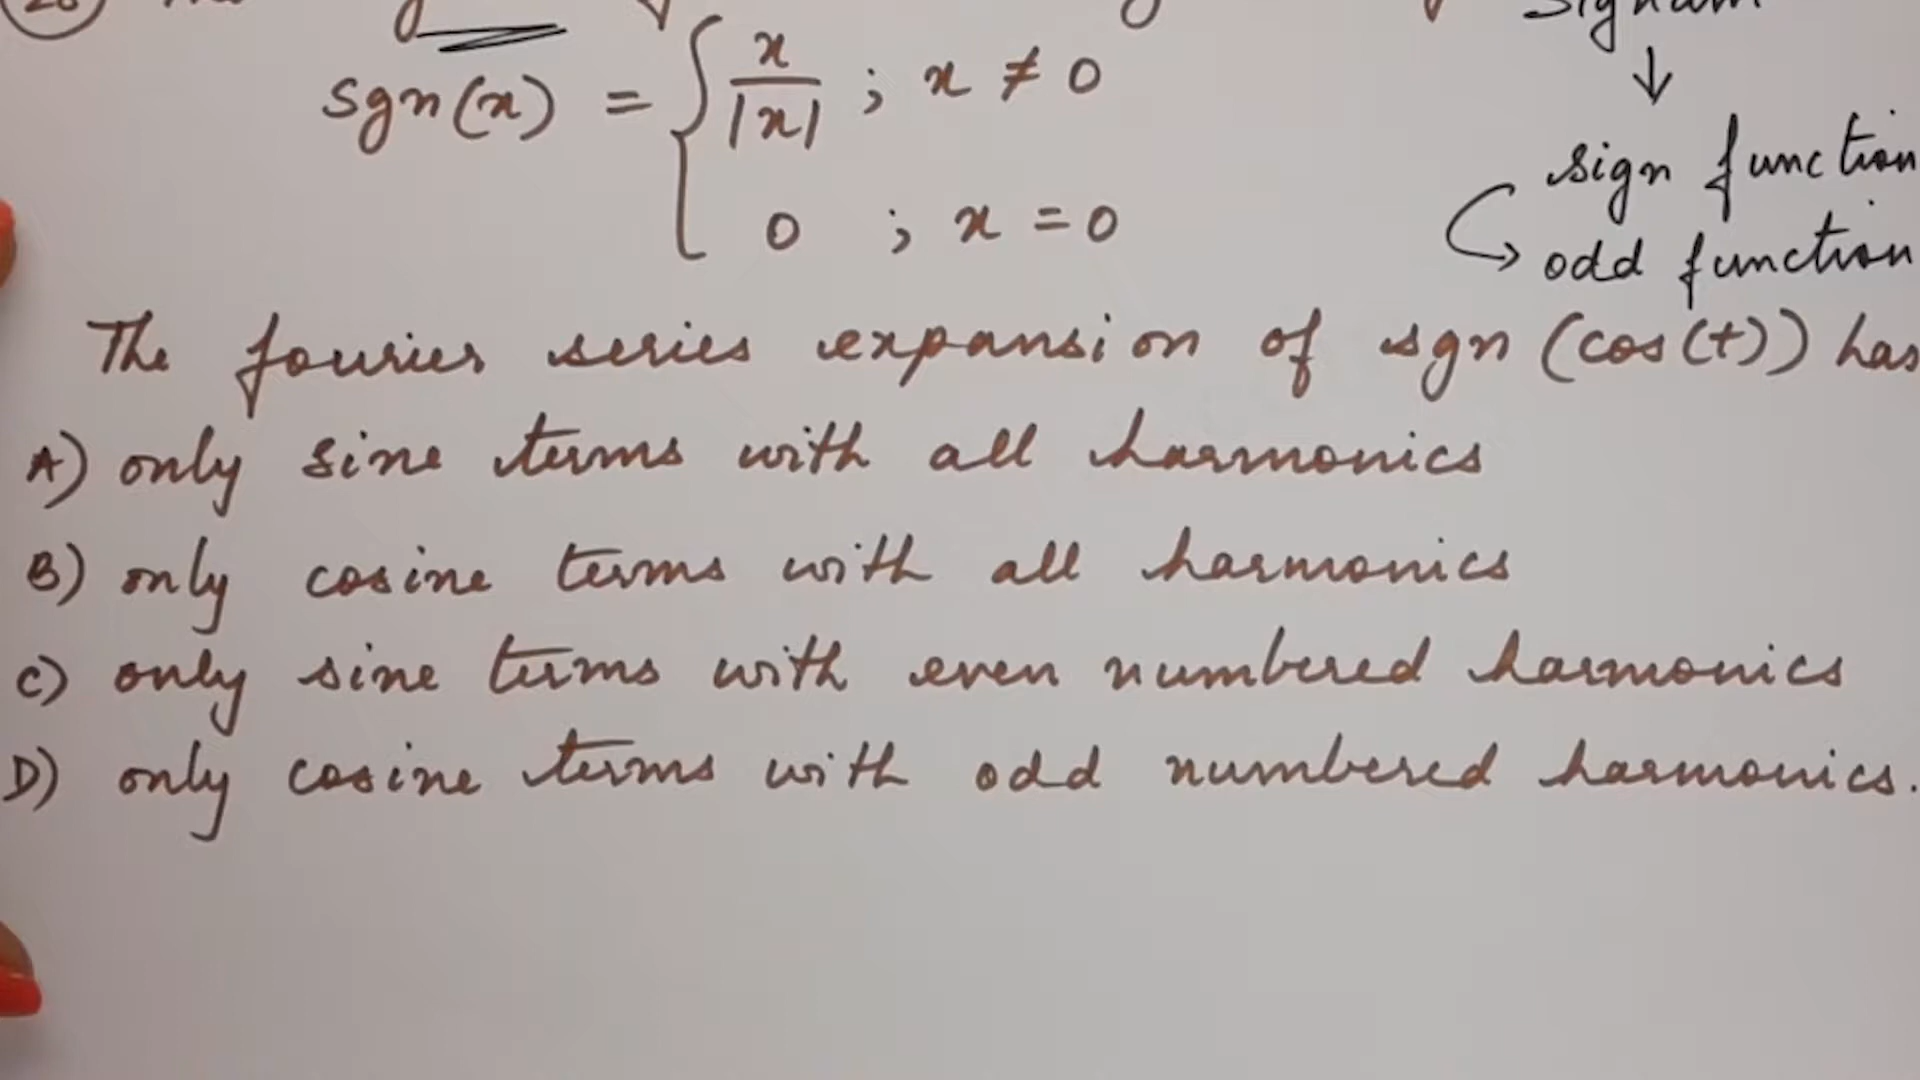 sgn(x) = { x/|x| ; x ≠ 0
0 ; x = 0
signum
↓
sign function
odd function
The fourier series expansion of sgn (cos(t)) has
A) only sine terms with all harmonics
B) only cosine terms with all harmonics
C) only sine terms with even numbered harmonics
D) only cosine terms with odd numbered harmonics.